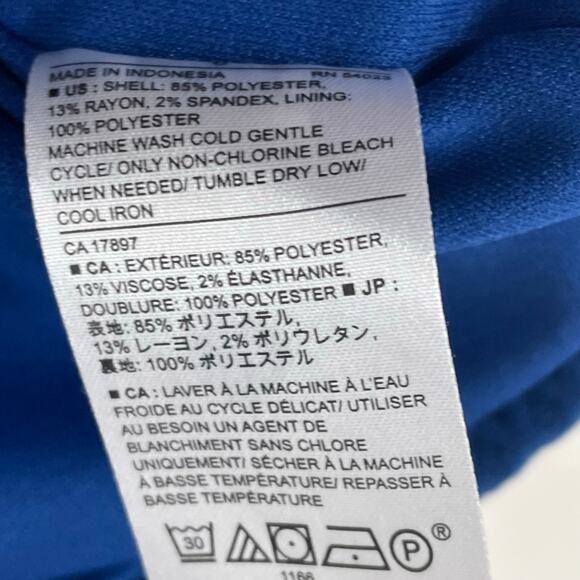 MADE IN INDONESIA RN 54023
■ US : SHELL: 85% POLYESTER,
13% RAYON, 2% SPANDEX, LINING:
100% POLYESTER
MACHINE WASH COLD GENTLE
CYCLE/ ONLY NON-CHLORINE BLEACH
WHEN NEEDED/ TUMBLE DRY LOW/
COOL IRON
CA 17897
■ CA : EXTÉRIEUR: 85% POLYESTER,
13% VISCOSE, 2% ÉLASTHANNE,
DOUBLURE: 100% POLYESTER ■ JP :
表地: 85% ポリエステル,
13% レーヨン, 2% ポリウレタン,
裏地: 100% ポリエステル
■ CA : LAVER À LA MACHINE À L'EAU
FROIDE AU CYCLE DÉLICAT/ UTILISER
AU BESOIN UN AGENT DE
BLANCHIMENT SANS CHLORE
UNIQUEMENT/ SÉCHER À LA MACHINE
À BASSE TEMPÉRATURE/ REPASSER À
BASSE TEMPÉRATURE
30 P ®
1166